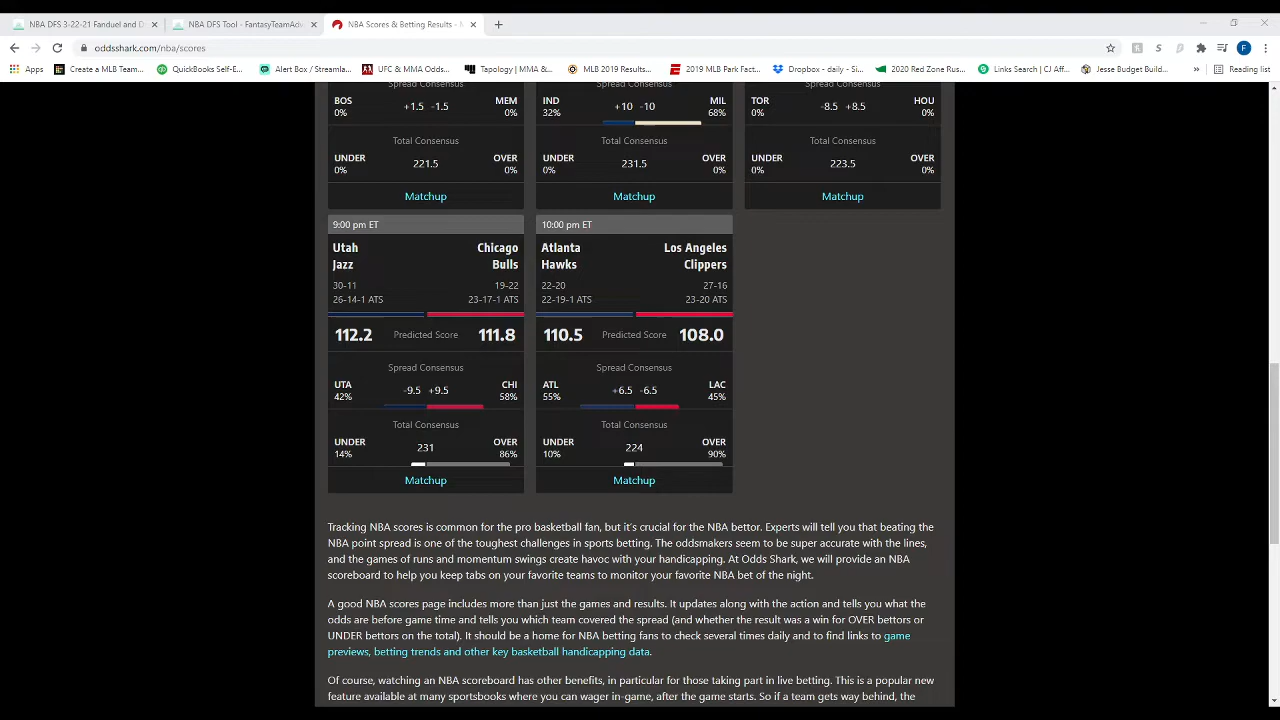 NBA DFS 3-22-21 Fanduel and D
NBA DFS Tool - FantasyTeamAdv
NBA Scores & Betting Results - M
oddsshark.com/nba/scores
F
Apps
Create a MLB Team...
QuickBooks Self-E...
Alert Box / Streamla...
UFC & MMA Odds...
Tapology | MMA &...
MLB 2019 Results...
2019 MLB Park Fact...
Dropbox - daily - Si...
2020 Red Zone Rus...
Links Search | CJ Aff...
Jesse Budget Build...
»
Reading list
Spread Consensus
BOS +1.5 -1.5 MEM
0% 0%
Total Consensus
UNDER 221.5 OVER
0% 0%
Matchup
Spread Consensus
IND +10 -10 MIL
32% 68%
Total Consensus
UNDER 231.5 OVER
0% 0%
Matchup
Spread Consensus
TOR -8.5 +8.5 HOU
0% 0%
Total Consensus
UNDER 223.5 OVER
0% 0%
Matchup
9:00 pm ET
Utah Chicago
Jazz Bulls
30-11 19-22
26-14-1 ATS 23-17-1 ATS
112.2 Predicted Score 111.8
Spread Consensus
UTA -9.5 +9.5 CHI
42% 58%
Total Consensus
UNDER 231 OVER
14% 86%
Matchup
10:00 pm ET
Atlanta Los Angeles
Hawks Clippers
22-20 27-16
22-19-1 ATS 23-20 ATS
110.5 Predicted Score 108.0
Spread Consensus
ATL +6.5 -6.5 LAC
55% 45%
Total Consensus
UNDER 224 OVER
10% 90%
Matchup
Tracking NBA scores is common for the pro basketball fan, but it's crucial for the NBA bettor. Experts will tell you that beating the
NBA point spread is one of the toughest challenges in sports betting. The oddsmakers seem to be super accurate with the lines,
and the games of runs and momentum swings create havoc with your handicapping. At Odds Shark, we will provide an NBA
scoreboard to help you keep tabs on your favorite teams to monitor your favorite NBA bet of the night.
A good NBA scores page includes more than just the games and results. It updates along with the action and tells you what the
odds are before game time and tells you which team covered the spread (and whether the result was a win for OVER bettors or
UNDER bettors on the total). It should be a home for NBA betting fans to check several times daily and to find links to game
previews, betting trends and other key basketball handicapping data.
Of course, watching an NBA scoreboard has other benefits, in particular for those taking part in live betting. This is a popular new
feature available at many sportsbooks where you can wager in-game, after the game starts. So if a team gets way behind, the